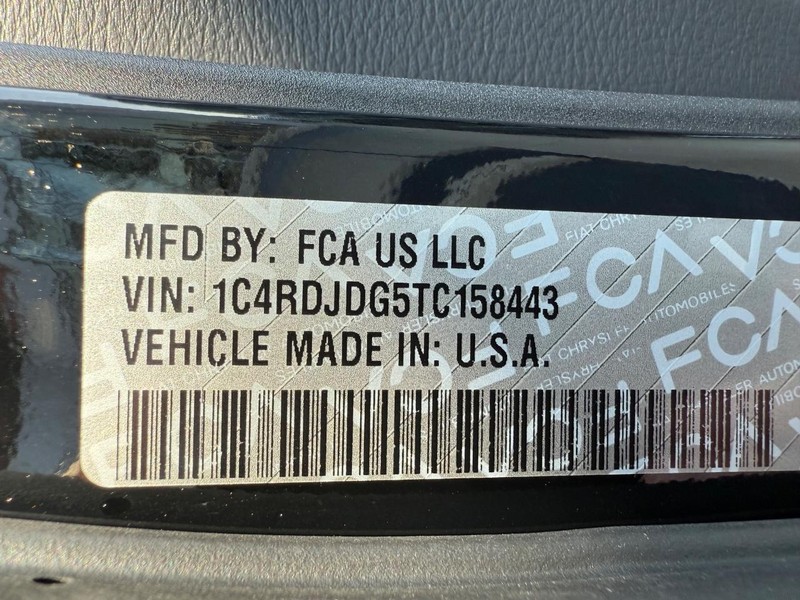 MFD BY: FCA US LLC
VIN: 1C4RDJDG5TC158443
VEHICLE MADE IN: U.S.A.